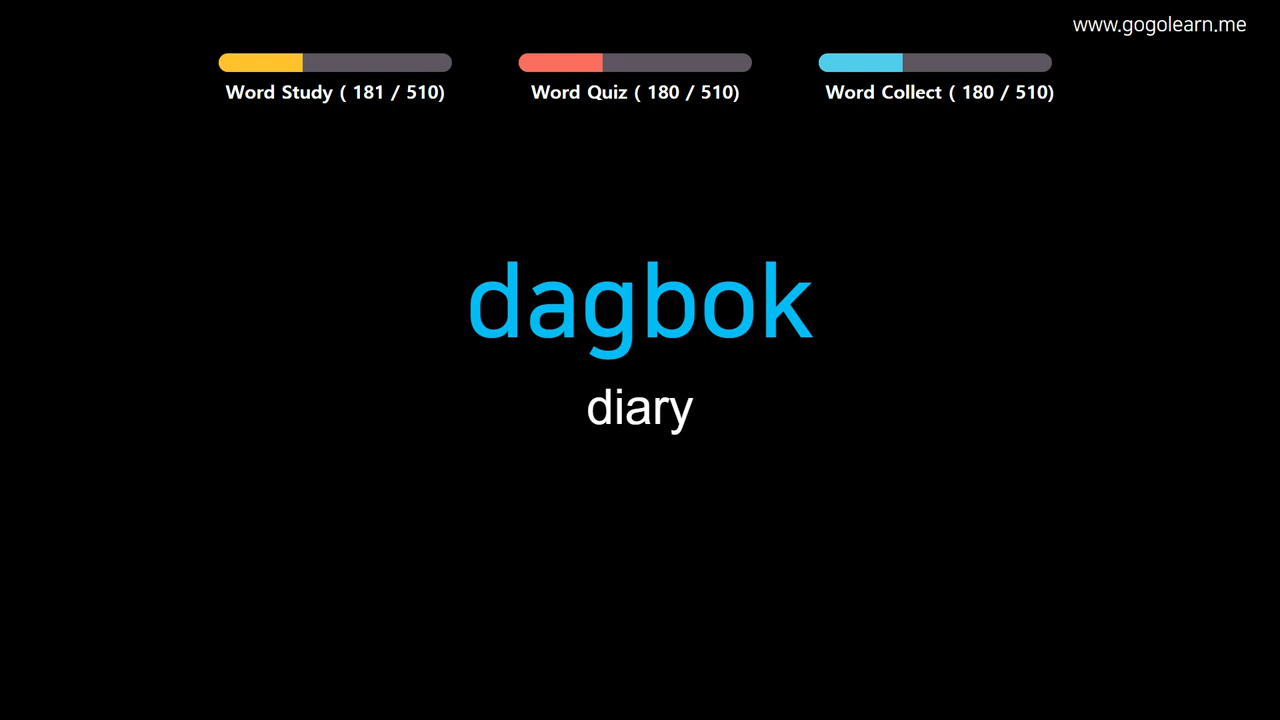 www.gogolearn.me
Word Study ( 181 / 510)
Word Quiz ( 180 / 510)
Word Collect ( 180 / 510)
dagbok
diary